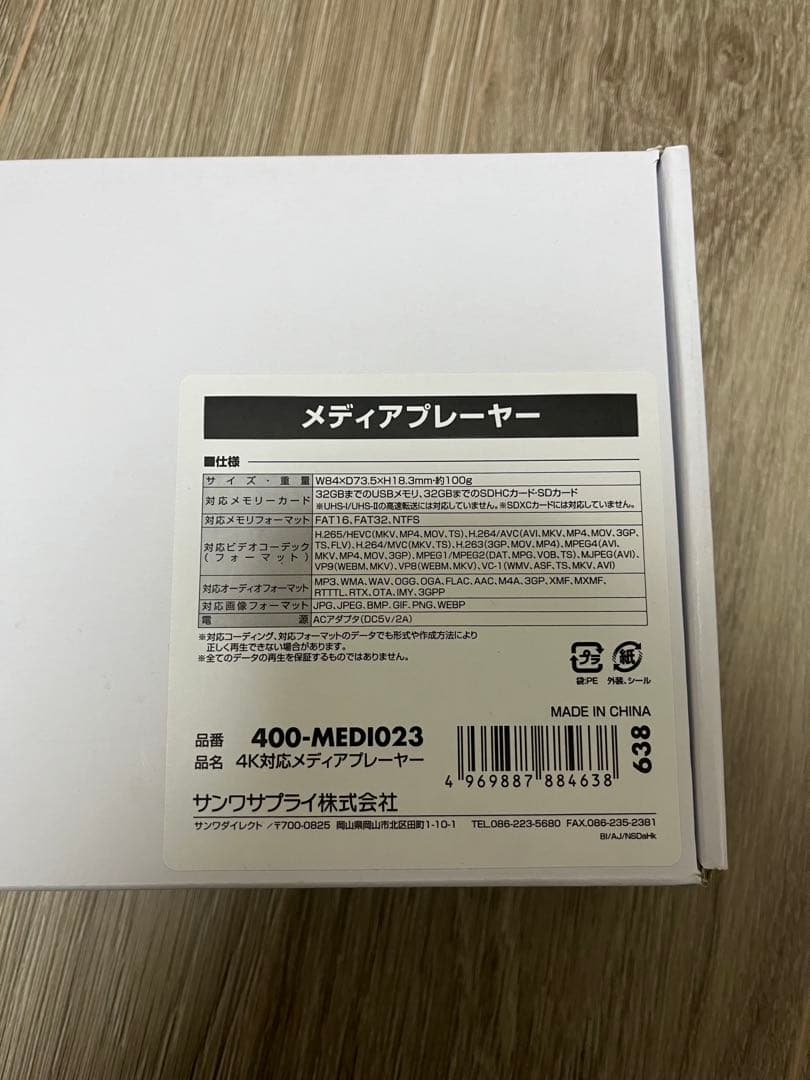 メディアプレーヤー
■仕様
サイズ・重量 W84×D73.5×H18.3mm・約100g
対応メモリーカード 32GBまでのUSBメモリ、32GBまでのSDHCカード・SDカード
※UHS-I/UHS-IIの高速転送には対応していません。※SDXCカードには対応していません。
対応メモリフォーマット FAT16、FAT32、NTFS
対応ビデオコーデック
(フォーマット)
H.265/HEVC(MKV、MP4、MOV、TS)、H.264/AVC(AVI、MKV、MP4、MOV、3GP、
TS、FLV)、H.264/MVC(MKV、TS)、H.263(3GP、MOV、MP4)、MPEG4(AVI、
MKV、MP4、MOV、3GP)、MPEG1/MPEG2(DAT、MPG、VOB、TS)、MJPEG(AVI)、
VP9(WEBM、MKV)、VP8(WEBM、MKV)、VC-1(WMV、ASF、TS、MKV、AVI)
対応オーディオフォーマット MP3、WMA、WAV、OGG、OGA、FLAC、AAC、M4A、3GP、XMF、MXMF、
RTTTL、RTX、OTA、IMY、3GPP
対応画像フォーマット JPG、JPEG、BMP、GIF、PNG、WEBP
電源 ACアダプタ(DC5v/2A)
※対応コーディング、対応フォーマットのデータでも形式や作成方法により
正しく再生できない場合があります。
※全てのデータの再生を保証するものではありません。
プラ 紙
袋:PE 外装、シール
MADE IN CHINA
品番 400-MEDI023
品名 4K対応メディアプレーヤー
4 969887 884638
638
サンワサプライ株式会社
サンワダイレクト/〒700-0825 岡山県岡山市北区田町1-10-1 TEL.086-223-5680 FAX.086-235-2381
BI/AJ/NSDaHk